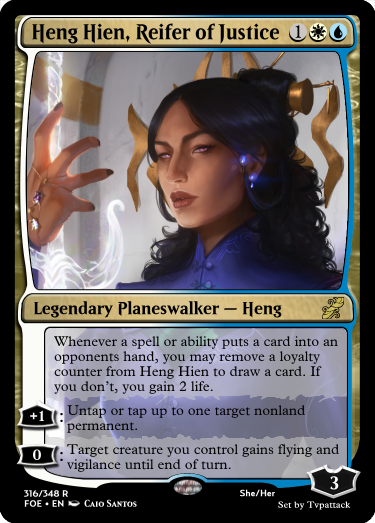 Heng Hien, Reifer of Justice 1
Legendary Planeswalker — Heng
Whenever a spell or ability puts a card into an
opponents hand, you may remove a loyalty
counter from Heng Hien to draw a card. If
you don't, you gain 2 life.
+1 : Untap or tap up to one target nonland
permanent.
0 : Target creature you control gains flying and
vigilance until end of turn.
3
316/348 R She/Her
FOE • EN Caio Santos Set by Tvpattack